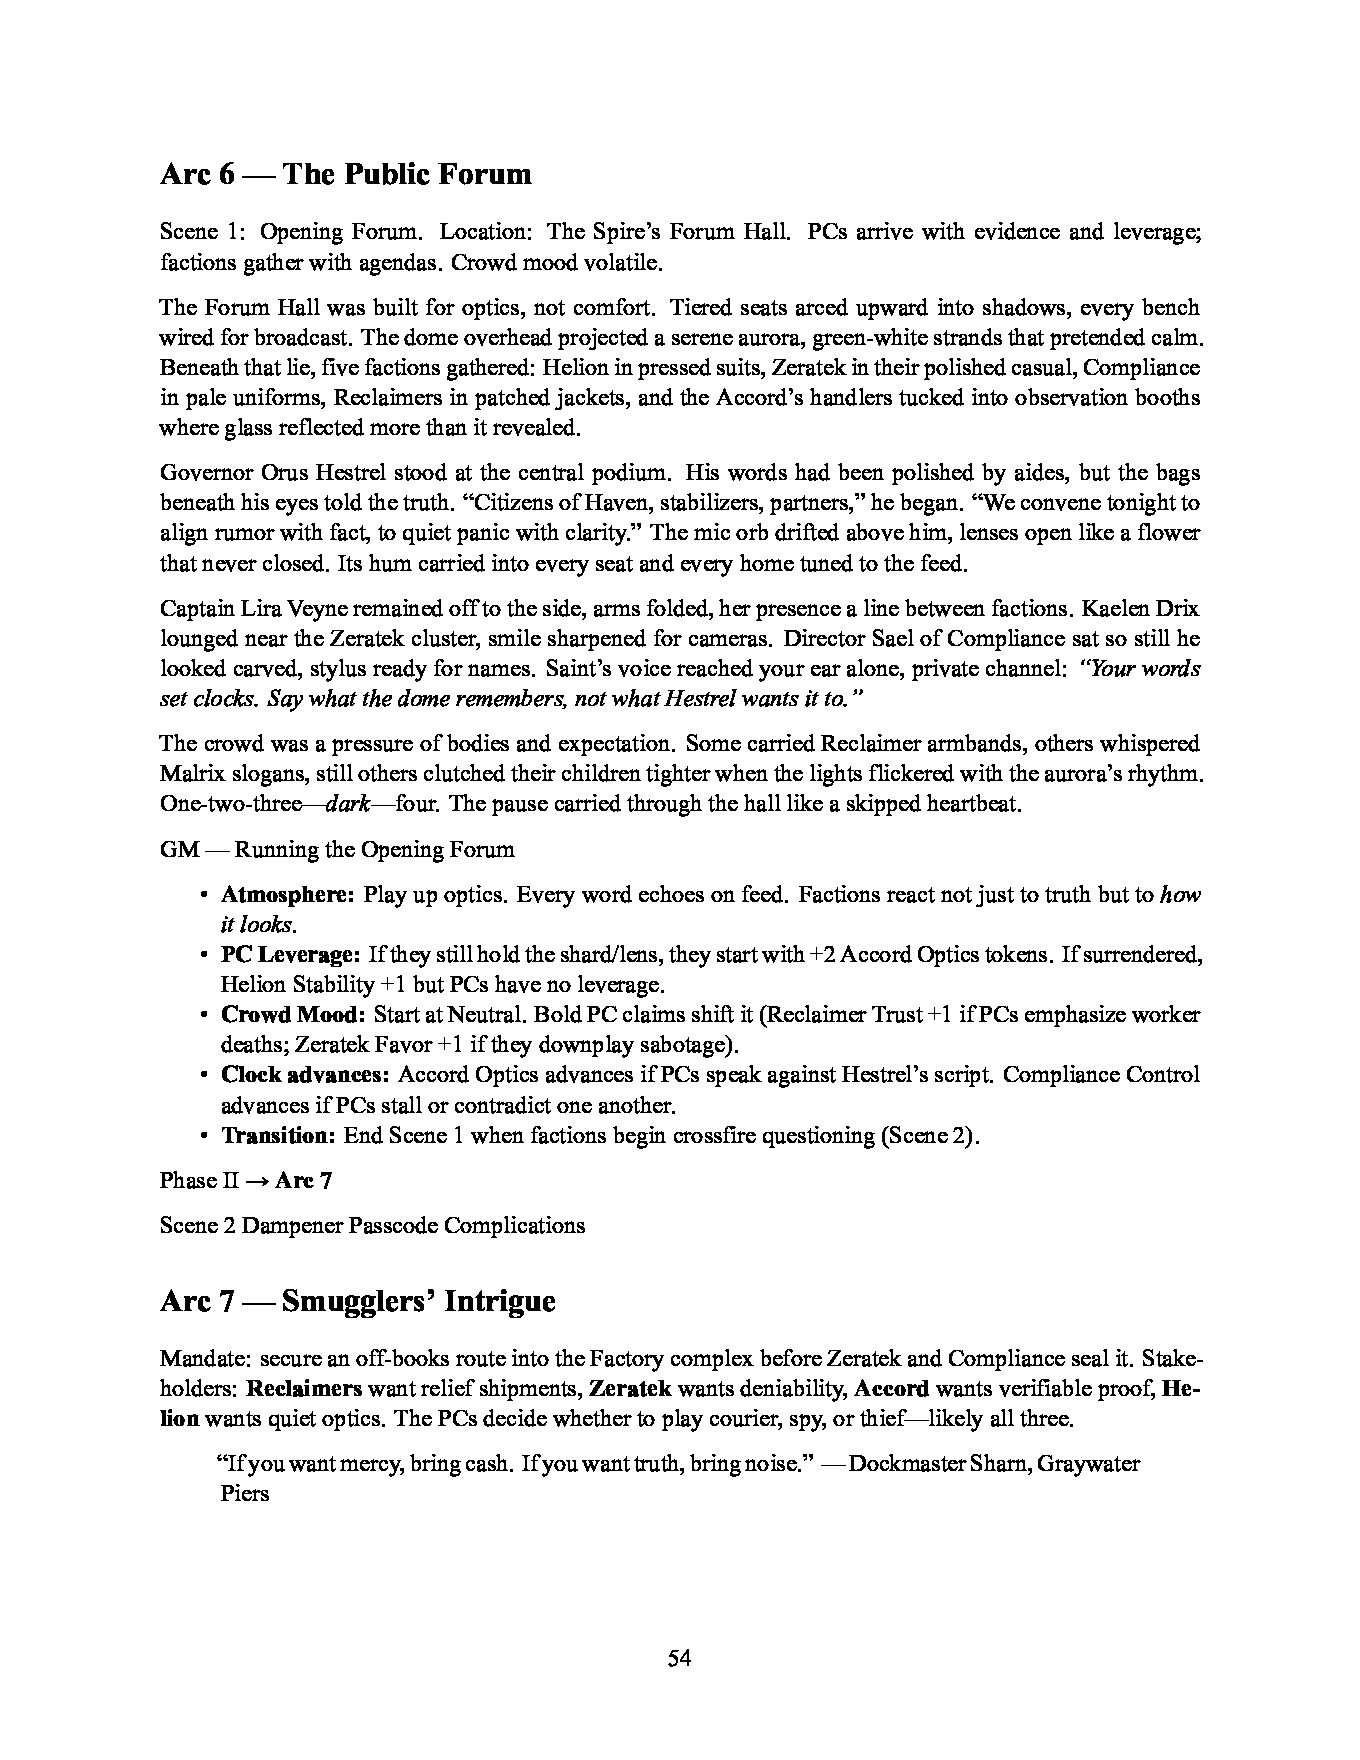 Arc 6 — The Public Forum
Scene 1: Opening Forum. Location: The Spire’s Forum Hall. PCs arrive with evidence and leverage;
factions gather with agendas. Crowd mood volatile.
The Forum Hall was built for optics, not comfort. Tiered seats arced upward into shadows, every bench
wired for broadcast. The dome overhead projected a serene aurora, green-white strands that pretended calm.
Beneath that lie, five factions gathered: Helion in pressed suits, Zeratek in their polished casual, Compliance
in pale uniforms, Reclaimers in patched jackets, and the Accord’s handlers tucked into observation booths
where glass reflected more than it revealed.
Governor Orus Hestrel stood at the central podium. His words had been polished by aides, but the bags
beneath his eyes told the truth. “Citizens of Haven, stabilizers, partners,” he began. “We convene tonight to
align rumor with fact, to quiet panic with clarity.” The mic orb drifted above him, lenses open like a flower
that never closed. Its hum carried into every seat and every home tuned to the feed.
Captain Lira Veyne remained off to the side, arms folded, her presence a line between factions. Kaelen Drix
lounged near the Zeratek cluster, smile sharpened for cameras. Director Sael of Compliance sat so still he
looked carved, stylus ready for names. Saint’s voice reached your ear alone, private channel: “Your words
set clocks. Say what the dome remembers, not what Hestrel wants it to.”
The crowd was a pressure of bodies and expectation. Some carried Reclaimer armbands, others whispered
Malrix slogans, still others clutched their children tighter when the lights flickered with the aurora’s rhythm.
One-two-three—dark—four. The pause carried through the hall like a skipped heartbeat.
GM — Running the Opening Forum
• Atmosphere: Play up optics. Every word echoes on feed. Factions react not just to truth but to how
it looks.
• PC Leverage: If they still hold the shard/lens, they start with +2 Accord Optics tokens. If surrendered,
Helion Stability +1 but PCs have no leverage.
• Crowd Mood: Start at Neutral. Bold PC claims shift it (Reclaimer Trust +1 if PCs emphasize worker
deaths; Zeratek Favor +1 if they downplay sabotage).
• Clock advances: Accord Optics advances if PCs speak against Hestrel’s script. Compliance Control
advances if PCs stall or contradict one another.
• Transition: End Scene 1 when factions begin crossfire questioning (Scene 2).
Phase II → Arc 7
Scene 2 Dampener Passcode Complications
Arc 7 — Smugglers’ Intrigue
Mandate: secure an off-books route into the Factory complex before Zeratek and Compliance seal it. Stake-
holders: Reclaimers want relief shipments, Zeratek wants deniability, Accord wants verifiable proof, He-
lion wants quiet optics. The PCs decide whether to play courier, spy, or thief—likely all three.
“If you want mercy, bring cash. If you want truth, bring noise.” — Dockmaster Sharn, Graywater
Piers
54